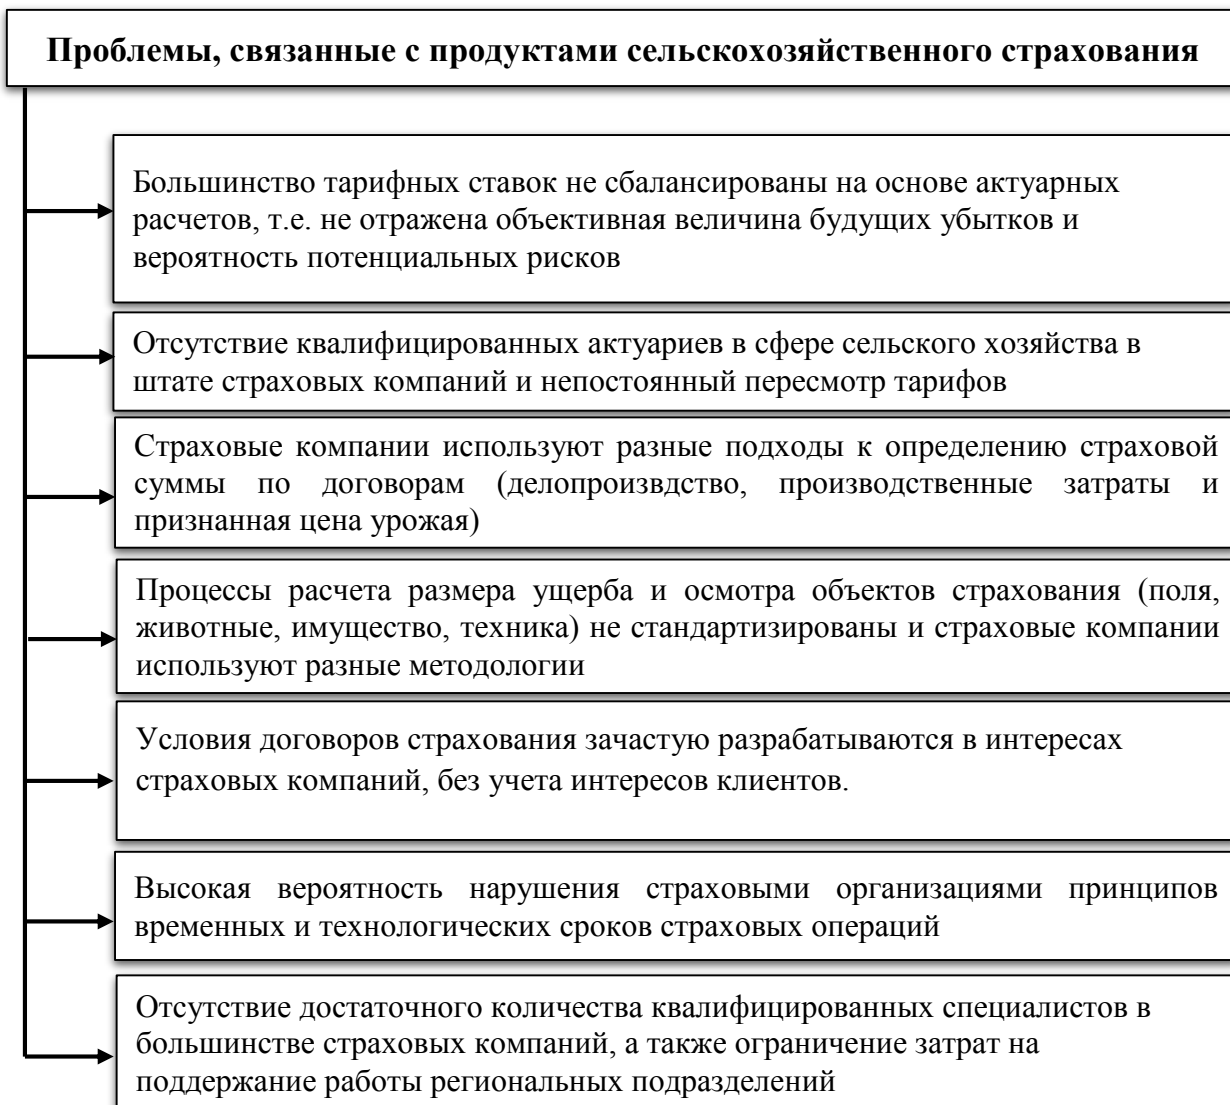 Проблемы, связанные с продуктами сельскохозяйственного страхования
Большинство тарифных ставок не сбалансированы на основе актуарных
расчетов, т.е. не отражена объективная величина будущих убытков и
вероятность потенциальных рисков
Отсутствие квалифицированных актуариев в сфере сельского хозяйства в
штате страховых компаний и непостоянный пересмотр тарифов
Страховые компании используют разные подходы к определению страховой
суммы по договорам (делопроизвдство, производственные затраты и
признанная цена урожая)
Процессы расчета размера ущерба и осмотра объектов страхования (поля,
животные, имущество, техника) не стандартизированы и страховые компании
используют разные методологии
Условия договоров страхования зачастую разрабатываются в интересах
страховых компаний, без учета интересов клиентов.
Высокая вероятность нарушения страховыми организациями принципов
временных и технологических сроков страховых операций
Отсутствие достаточного количества квалифицированных специалистов в
большинстве страховых компаний, а также ограничение затрат на
поддержание работы региональных подразделений